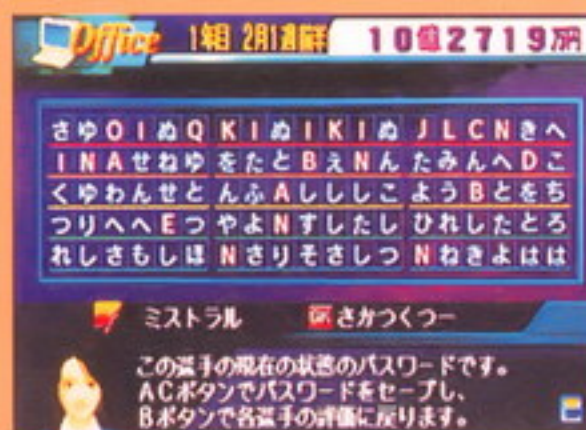 Office 1年目 2月1週前半 10億2719万円
さゆOIぬQ KIぬIKIぬ JLCNきへ
INAせねゆ をたとBえNん たみんへDこ
くゆわんせと んふAししし こ ようBとをち
つりへへEつ やよNすしたし ひれしたとろ
れしさもしほ Nさりそさしつ Nねきよはは
ミストラル GK さかつくつー
この選手の現在の状態のパスワードです。
ACボタンでパスワードをセーブし、
Bボタンで各選手の評価に戻ります。